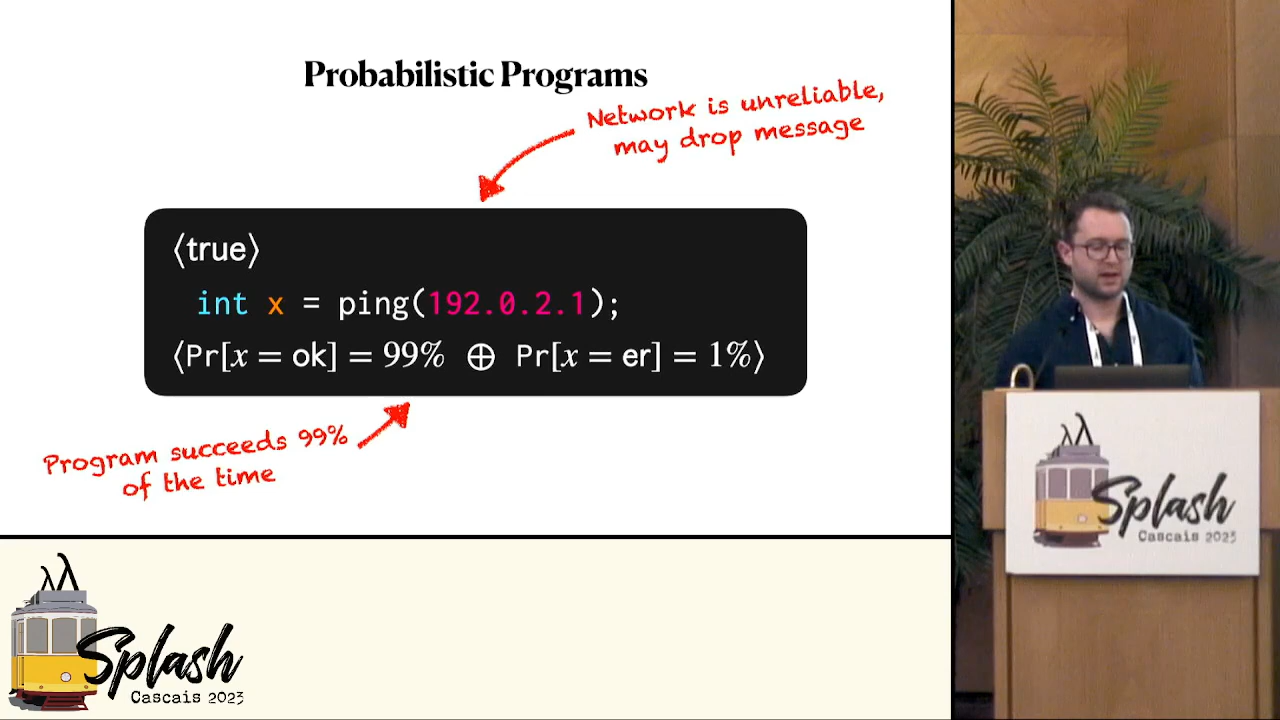 Probabilistic Programs
Network is unreliable,
may drop message
⟨true⟩
int x = ping(192.0.2.1);
⟨Pr[x = ok] = 99% ⊕ Pr[x = er] = 1%⟩
Program succeeds 99%
of the time
Splash
Cascais 2023
Splash
Cascais 2023